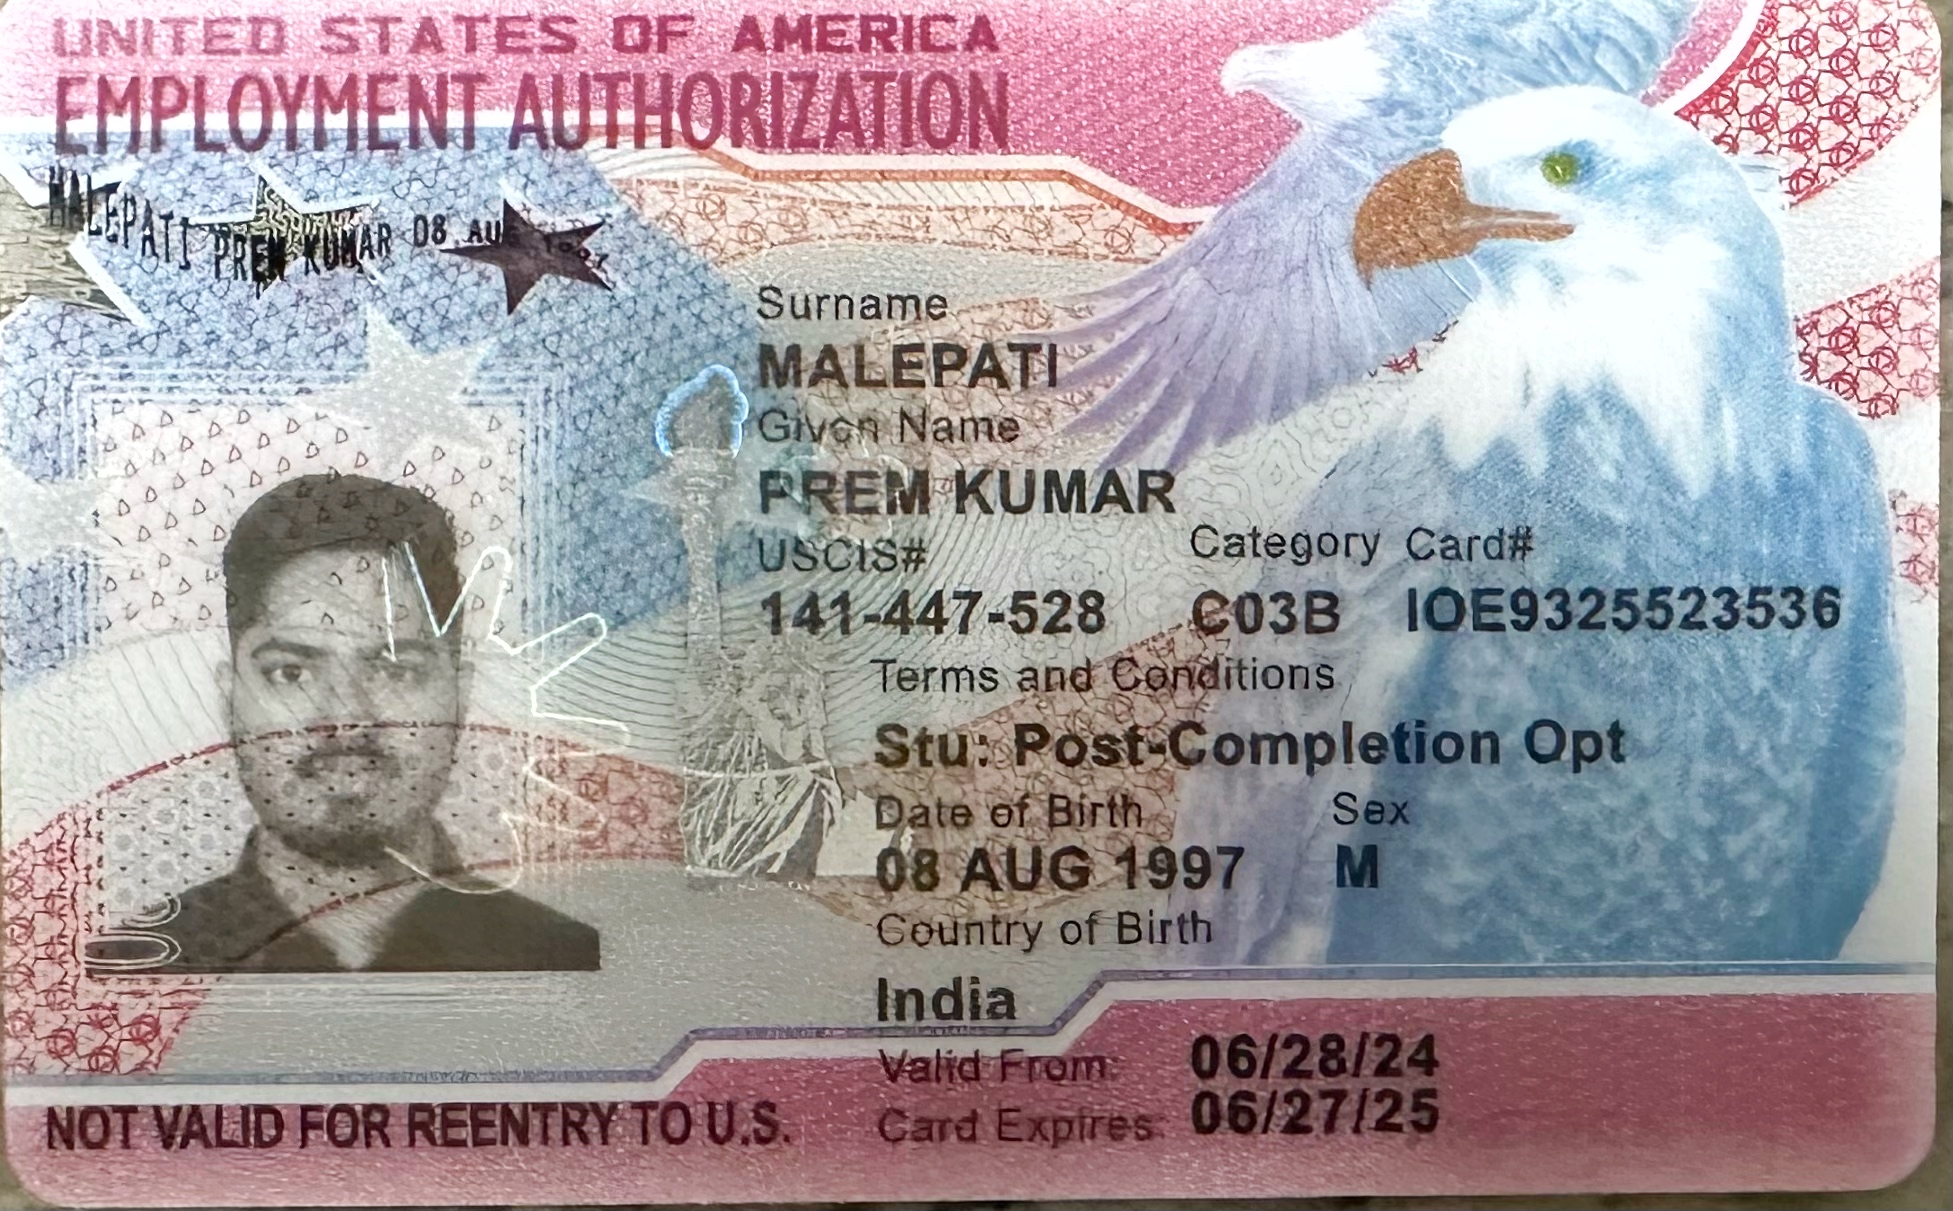 UNITED STATES OF AMERICA
EMPLOYMENT AUTHORIZATION
MALEPATI PREM KUMAR 08 AUG 1997
Surname
MALEPATI
Given Name
PREM KUMAR
USCIS# Category Card#
141-447-528 C03B IOE9325523536
Terms and Conditions
Stu: Post-Completion Opt
Date of Birth Sex
08 AUG 1997 M
Country of Birth
India
Valid From: 06/28/24
Card Expires: 06/27/25
NOT VALID FOR REENTRY TO U.S.